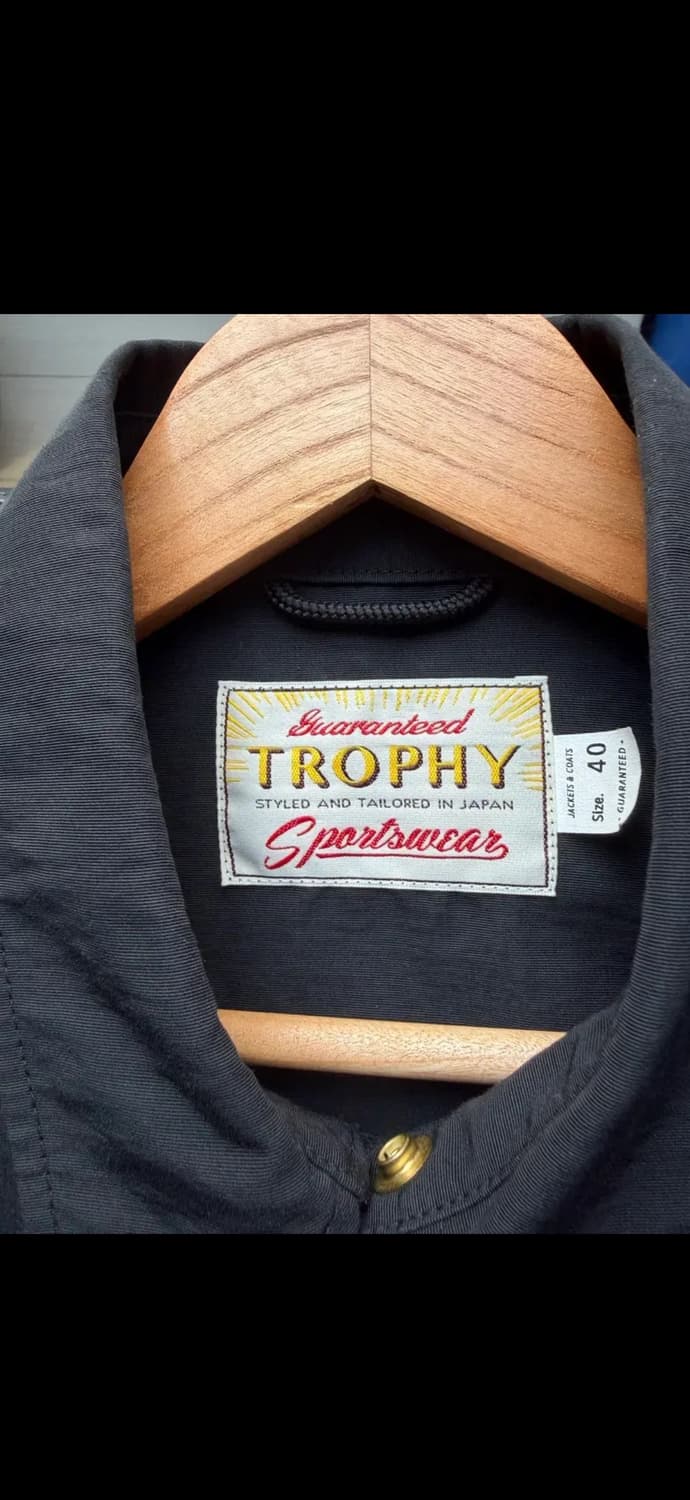 Guaranteed
TROPHY
STYLED AND TAILORED IN JAPAN
Sportswear
JACKETS & COATS
Size. 40
- GUARANTEED -